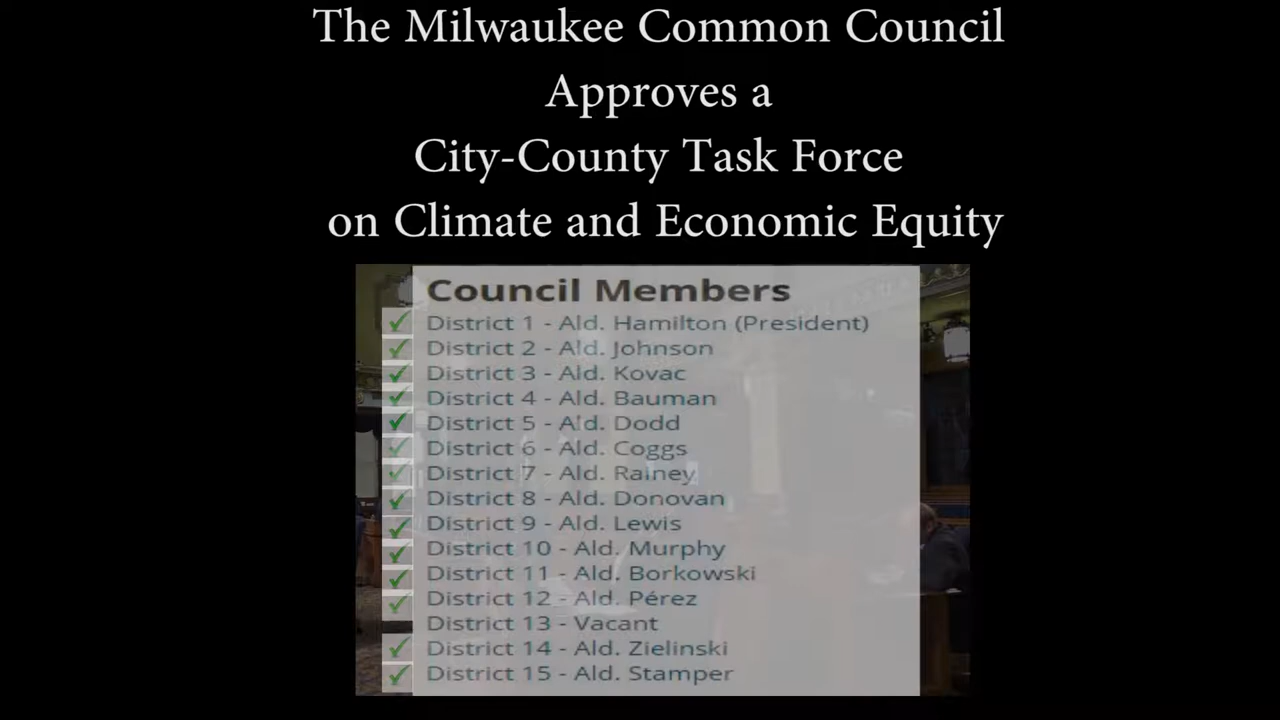 The Milwaukee Common Council
Approves a
City-County Task Force
on Climate and Economic Equity
Council Members
District 1 - Ald. Hamilton (President)
District 2 - Ald. Johnson
District 3 - Ald. Kovac
District 4 - Ald. Bauman
District 5 - Ald. Dodd
District 6 - Ald. Coggs
District 7 - Ald. Rainey
District 8 - Ald. Donovan
District 9 - Ald. Lewis
District 10 - Ald. Murphy
District 11 - Ald. Borkowski
District 12 - Ald. Pérez
District 13 - Vacant
District 14 - Ald. Zielinski
District 15 - Ald. Stamper